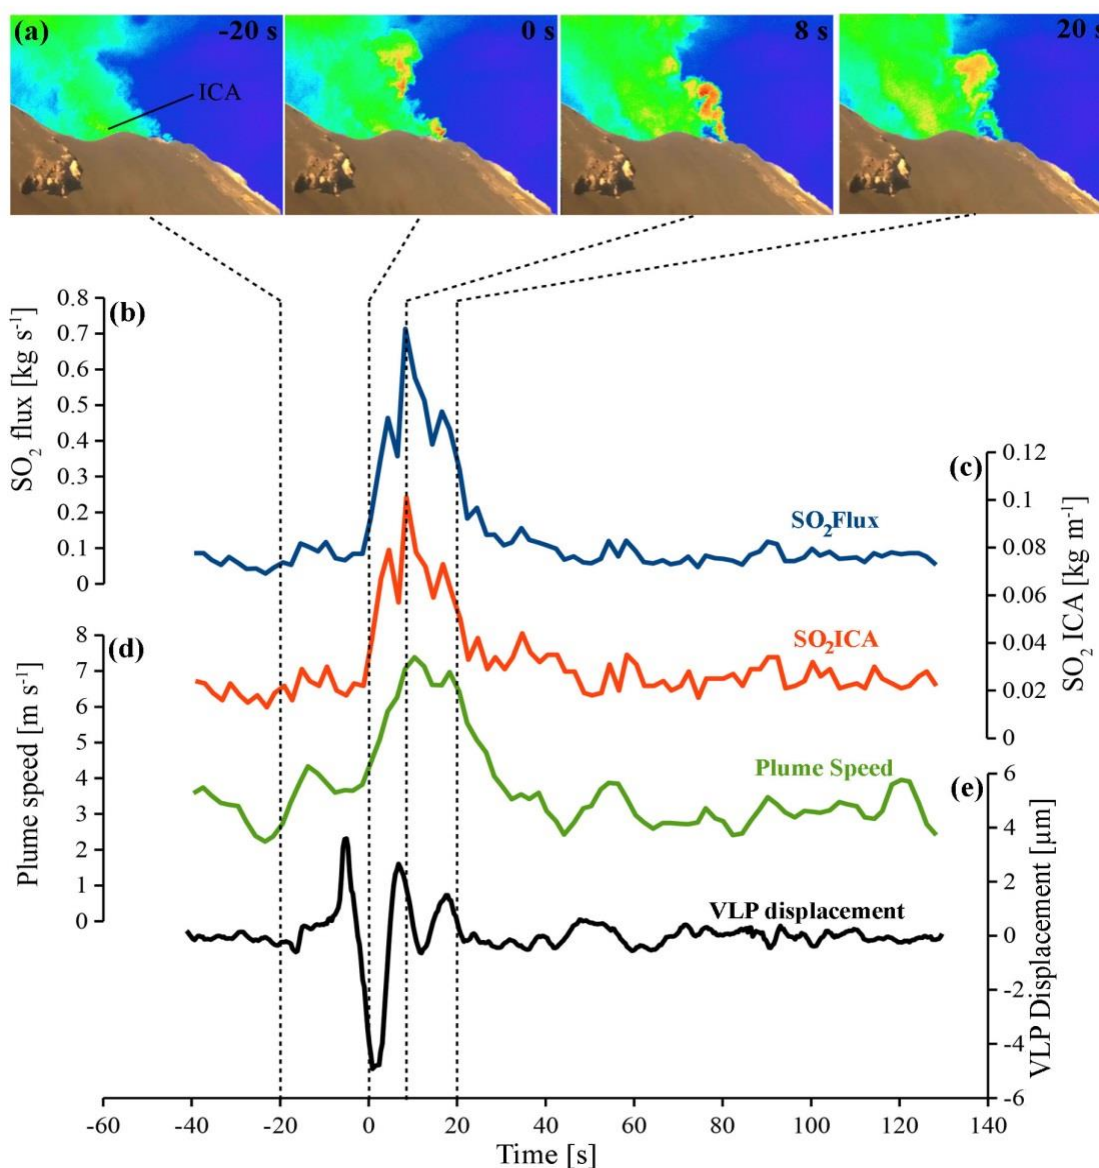 (a)
-20 s
0 s
8 s
20 s
ICA
(b)
SO₂ flux [kg s⁻¹]
0.8
0.7
0.6
0.5
0.4
0.3
0.2
0.1
0
SO₂Flux
(c)
SO₂ ICA [kg m⁻¹]
0.12
0.1
0.08
0.06
0.04
0.02
0
SO₂ICA
(d)
Plume speed [m s⁻¹]
8
7
6
5
4
3
2
1
0
Plume Speed
(e)
VLP Displacement [µm]
6
4
2
0
-2
-4
-6
VLP displacement
-60
-40
-20
0
20
40
60
80
100
120
140
Time [s]